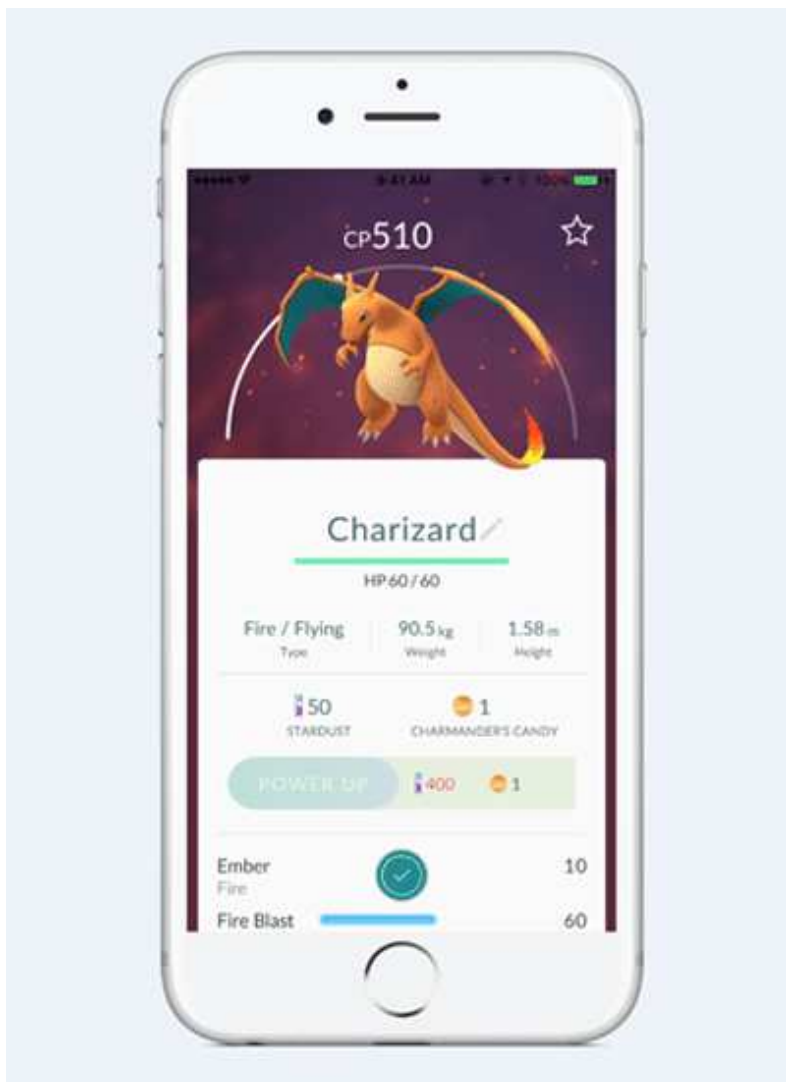 9:41 AM 100%
CP510
Charizard
HP 60 / 60
Fire / Flying 90.5 kg 1.58 m
Type Weight Height
50 1
STARDUST CHARMANDER'S CANDY
POWER UP 400 1
Ember 10
Fire
Fire Blast 60